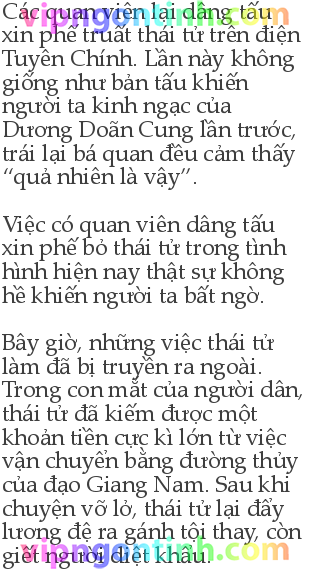 Các quan viên lại dâng tấu
vipngontinh.com
xin phế truất thái tử trên điện
Tuyên Chính. Lần này không
giống như bản tấu khiến
người ta kinh ngạc của
Dương Doãn Cung lần trước,
trái lại bá quan đều cảm thấy
“quả nhiên là vậy”.
Việc có quan viên dâng tấu
xin phế bỏ thái tử trong tình
hình hiện nay thật sự không
hề khiến người ta bất ngờ.
Bây giờ, những việc thái tử
làm đã bị truyền ra ngoài.
Trong con mắt của người dân,
thái tử đã kiếm được một
khoản tiền cực kì lớn từ việc
vận chuyển bằng đường thủy
của đạo Giang Nam. Sau khi
chuyện vỡ lở, thái tử lại đẩy
lương đệ ra gánh tội thay, còn
giết người diệt khẩu.
vipngontinh.com